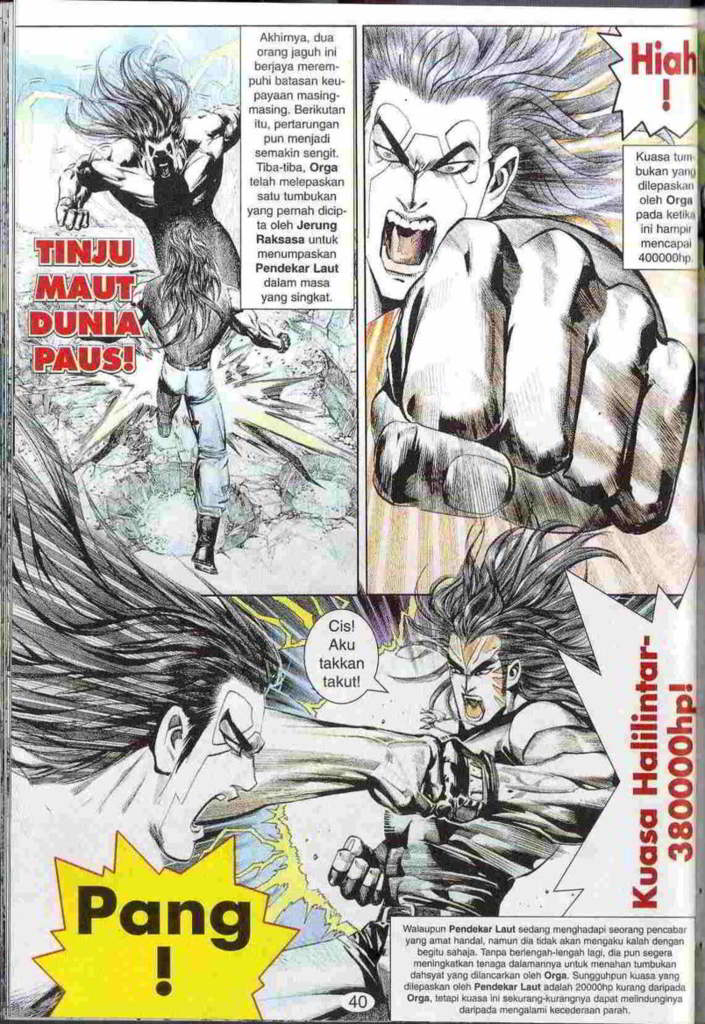 Akhirnya, dua
orang jaguh ini
berjaya merem-
puhi batasan keu-
payaan masing-
masing. Berikutan
itu, pertarungan
pun menjadi
semakin sengit.
Tiba-tiba, Orga
telah melepaskan
satu tumbukan
yang pernah dicip-
ta oleh Jerung
Raksasa untuk
menumpaskan
Pendekar Laut
dalam masa
yang singkat.
TINJU
MAUT
DUNIA
PAUS!
Hiah
!
Kuasa tum-
bukan yang
dilepaskan
oleh Orga
pada ketika
ini hampir
mencapai
400000hp.
Cis!
Aku
takkan
takut!
Kuasa Halilintar-
380000hp!
Pang
!
Walaupun Pendekar Laut sedang menghadapi seorang pencabar
yang amat handal, namun dia tidak akan mengaku kalah dengan
begitu sahaja. Tanpa berlengah-lengah lagi, dia pun segera
meningkatkan tenaga dalamannya untuk menahan tumbukan
dahsyat yang dilancarkan oleh Orga. Sungguhpun kuasa yang
dilepaskan oleh Pendekar Laut adalah 20000hp kurang daripada
Orga, tetapi kuasa ini sekurang-kurangnya dapat melindunginya
daripada mengalami kecederaan parah.
40